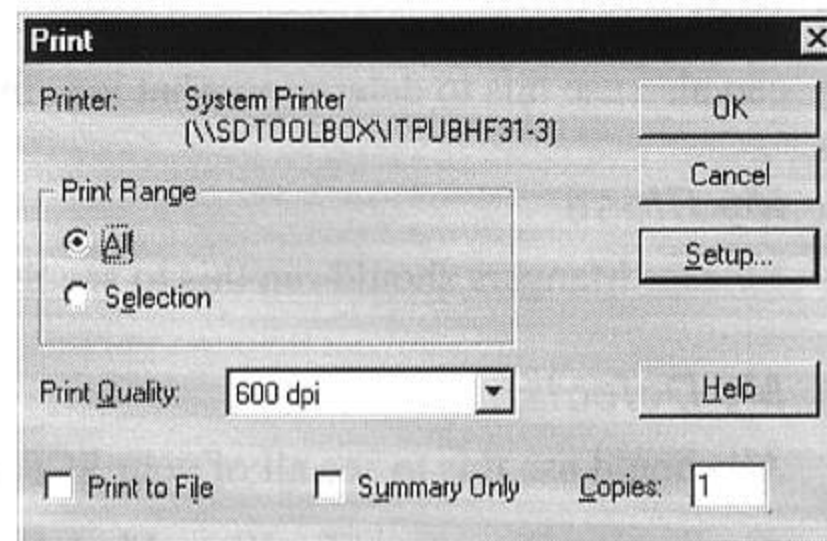 Print
Printer: System Printer
(\\SDTOOLBOX\ITPUBHF31-3)
OK
Cancel
Print Range
All
Selection
Setup...
Print Quality: 600 dpi
Help
Print to File
Summary Only
Copies: 1